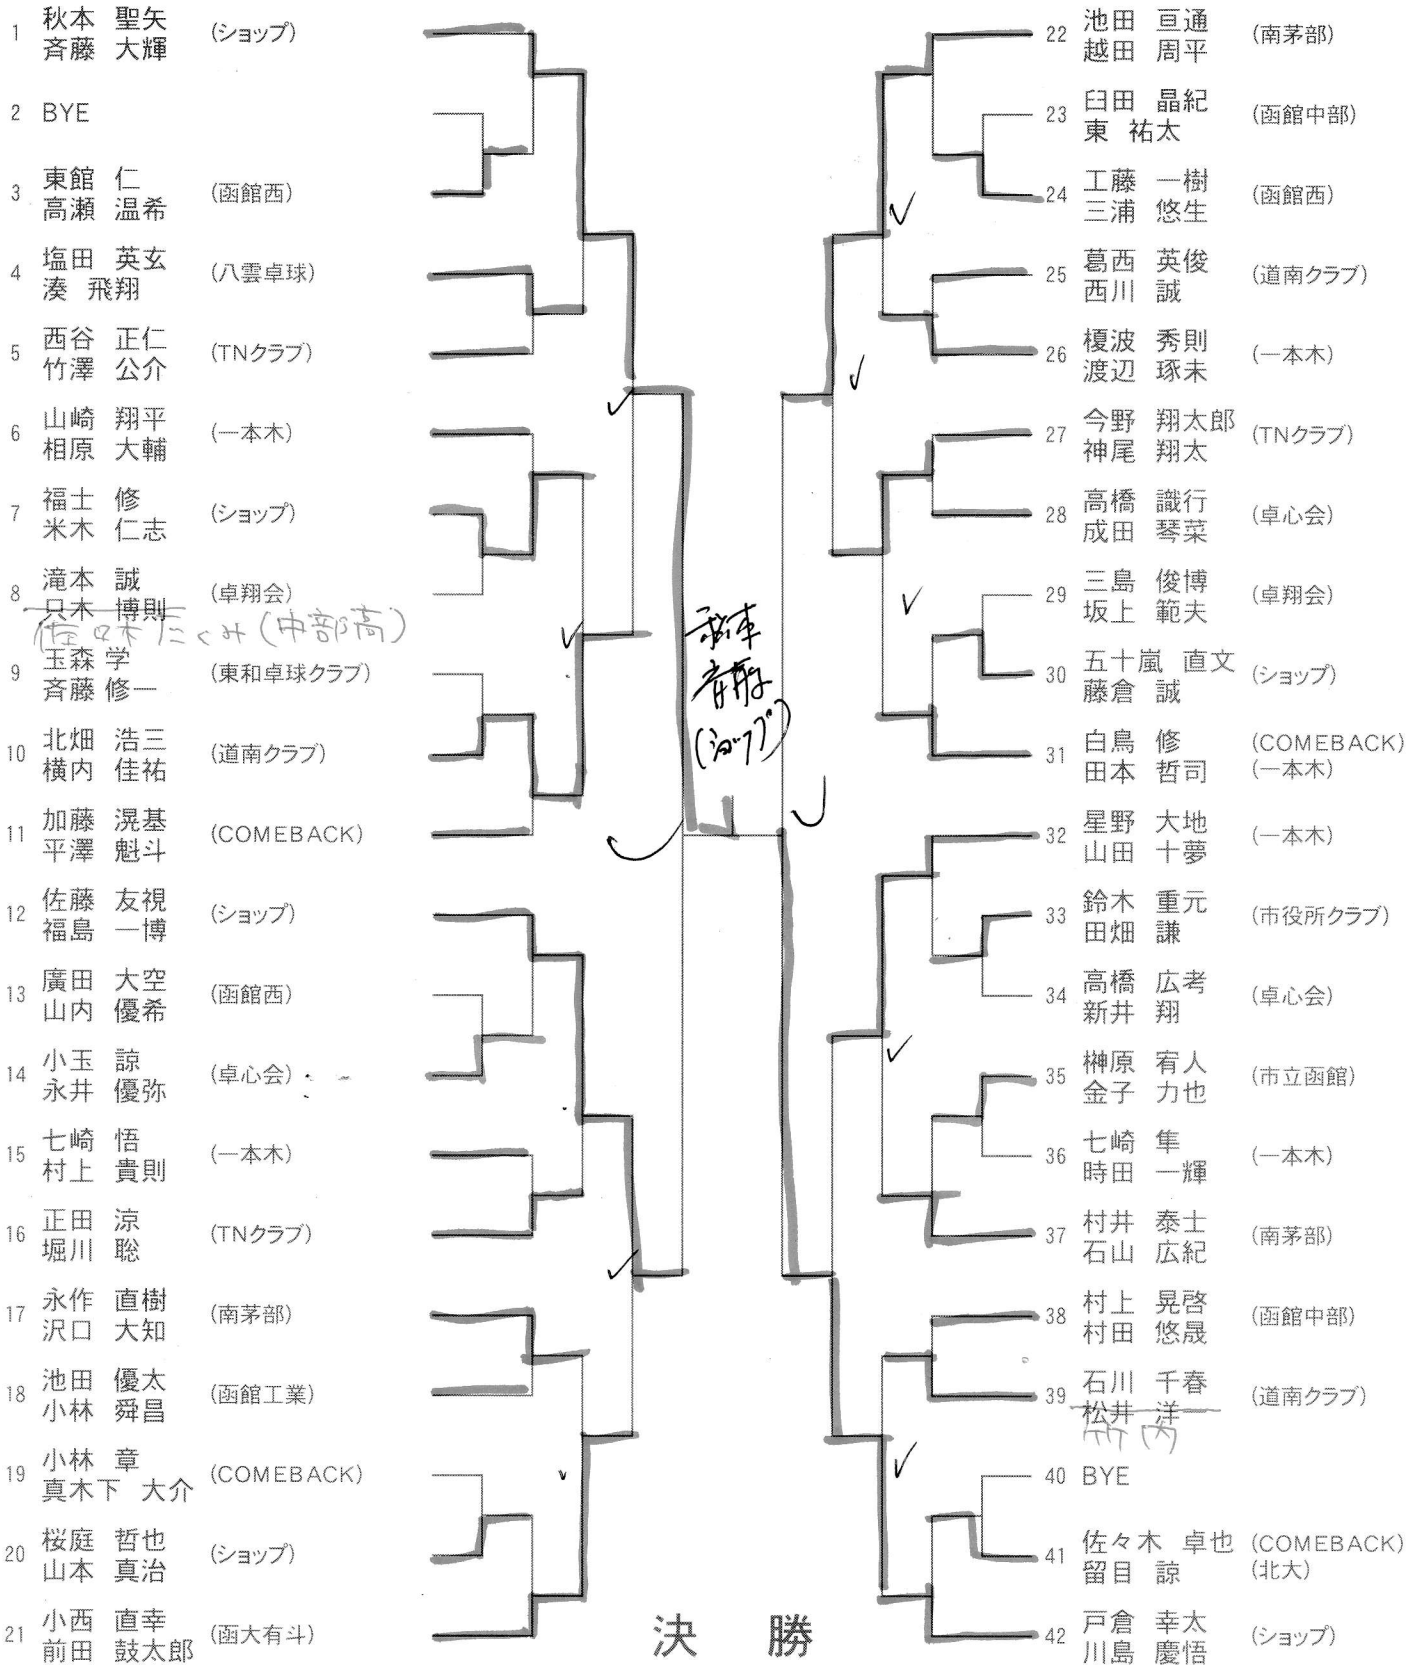 1 秋本 聖矢 (ショップ)
斉藤 大輝
2 BYE
3 東館 仁 (函館西)
高瀬 温希
4 塩田 英玄 (八雲卓球)
湊 飛翔
5 西谷 正仁 (TNクラブ)
竹澤 公介
6 山崎 翔平 (一本木)
相原 大輔
7 福士 修 (ショップ)
米木 仁志
8 滝本 誠 (卓翔会)
只木 博則
佐々木 たくみ (中部高)
9 玉森 学 (東和卓球クラブ)
斉藤 修一
10 北畑 浩三 (道南クラブ)
横内 佳祐
11 加藤 滉基 (COMEBACK)
平澤 魁斗
12 佐藤 友視 (ショップ)
福島 一博
13 廣田 大空 (函館西)
山内 優希
14 小玉 諒 (卓心会)
永井 優弥
15 七崎 悟 (一本木)
村上 貴則
16 正田 涼 (TNクラブ)
堀川 聡
17 永作 直樹 (南茅部)
沢口 大知
18 池田 優太 (函館工業)
小林 舜昌
19 小林 章 (COMEBACK)
真木下 大介
20 桜庭 哲也 (ショップ)
山本 真治
21 小西 直幸 (函大有斗)
前田 鼓太郎
秋本
斉藤
(ショップ)
決勝
22 池田 亘通 (南茅部)
越田 周平
23 臼田 晶紀 (函館中部)
東 祐太
24 工藤 一樹 (函館西)
三浦 悠生
25 葛西 英俊 (道南クラブ)
西川 誠
26 榎波 秀則 (一本木)
渡辺 琢未
27 今野 翔太郎 (TNクラブ)
神尾 翔太
28 高橋 識行 (卓心会)
成田 琴菜
29 三島 俊博 (卓翔会)
坂上 範夫
30 五十嵐 直文 (ショップ)
藤倉 誠
31 白鳥 修 (COMEBACK)
田本 哲司 (一本木)
32 星野 大地 (一本木)
山田 十夢
33 鈴木 重元 (市役所クラブ)
田畑 謙
34 高橋 広考 (卓心会)
新井 翔
35 榊原 宥人 (市立函館)
金子 力也
36 七崎 隼 (一本木)
時田 一輝
37 村井 泰士 (南茅部)
石山 広紀
38 村上 晃啓 (函館中部)
村田 悠晟
39 石川 千春 (道南クラブ)
松井 洋
竹内
40 BYE
41 佐々木 卓也 (COMEBACK)
留目 諒 (北大)
42 戸倉 幸太 (ショップ)
川島 慶悟